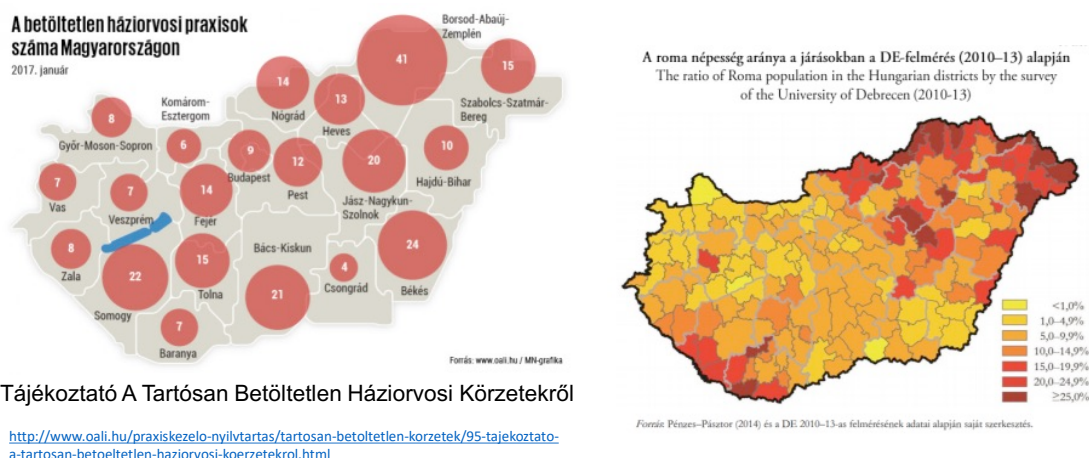 A betöltetlen háziorvosi praxisok
száma Magyarországon
2017. január
Borsod-Abaúj-
Zemplén
41
15
Szabolcs-Szatmár-
Bereg
14
Nógrád
13
Heves
Komárom-
Esztergom
6
8
Győr-Moson-Sopron
9
Budapest
12
Pest
20
Jász-Nagykun-
Szolnok
10
Hajdú-Bihar
7
Vas
7
Veszprém
14
Fejér
8
Zala
22
Somogy
15
Tolna
Bács-Kiskun
21
4
Csongrád
24
Békés
7
Baranya
Forrás: www.oali.hu / MN-grafika
Tájékoztató A Tartósan Betöltetlen Háziorvosi Körzetekről
http://www.oali.hu/praxiskezelo-nyilvtartas/tartosan-betoltetlen-korzetek/95-tajekoztato-
a-tartosan-betoeltetlen-haziorvosi-koerzetekrol.html
A roma népesség aránya a járásokban a DE-felmérés (2010–13) alapján
The ratio of Roma population in the Hungarian districts by the survey
of the University of Debrecen (2010-13)
<1,0%
1,0–4,9%
5,0–9,9%
10,0–14,9%
15,0–19,9%
20,0–24,9%
≥25,0%
Forrás: Pénzes–Pásztor (2014) és a DE 2010–13-as felmérésének adatai alapján saját szerkesztés.